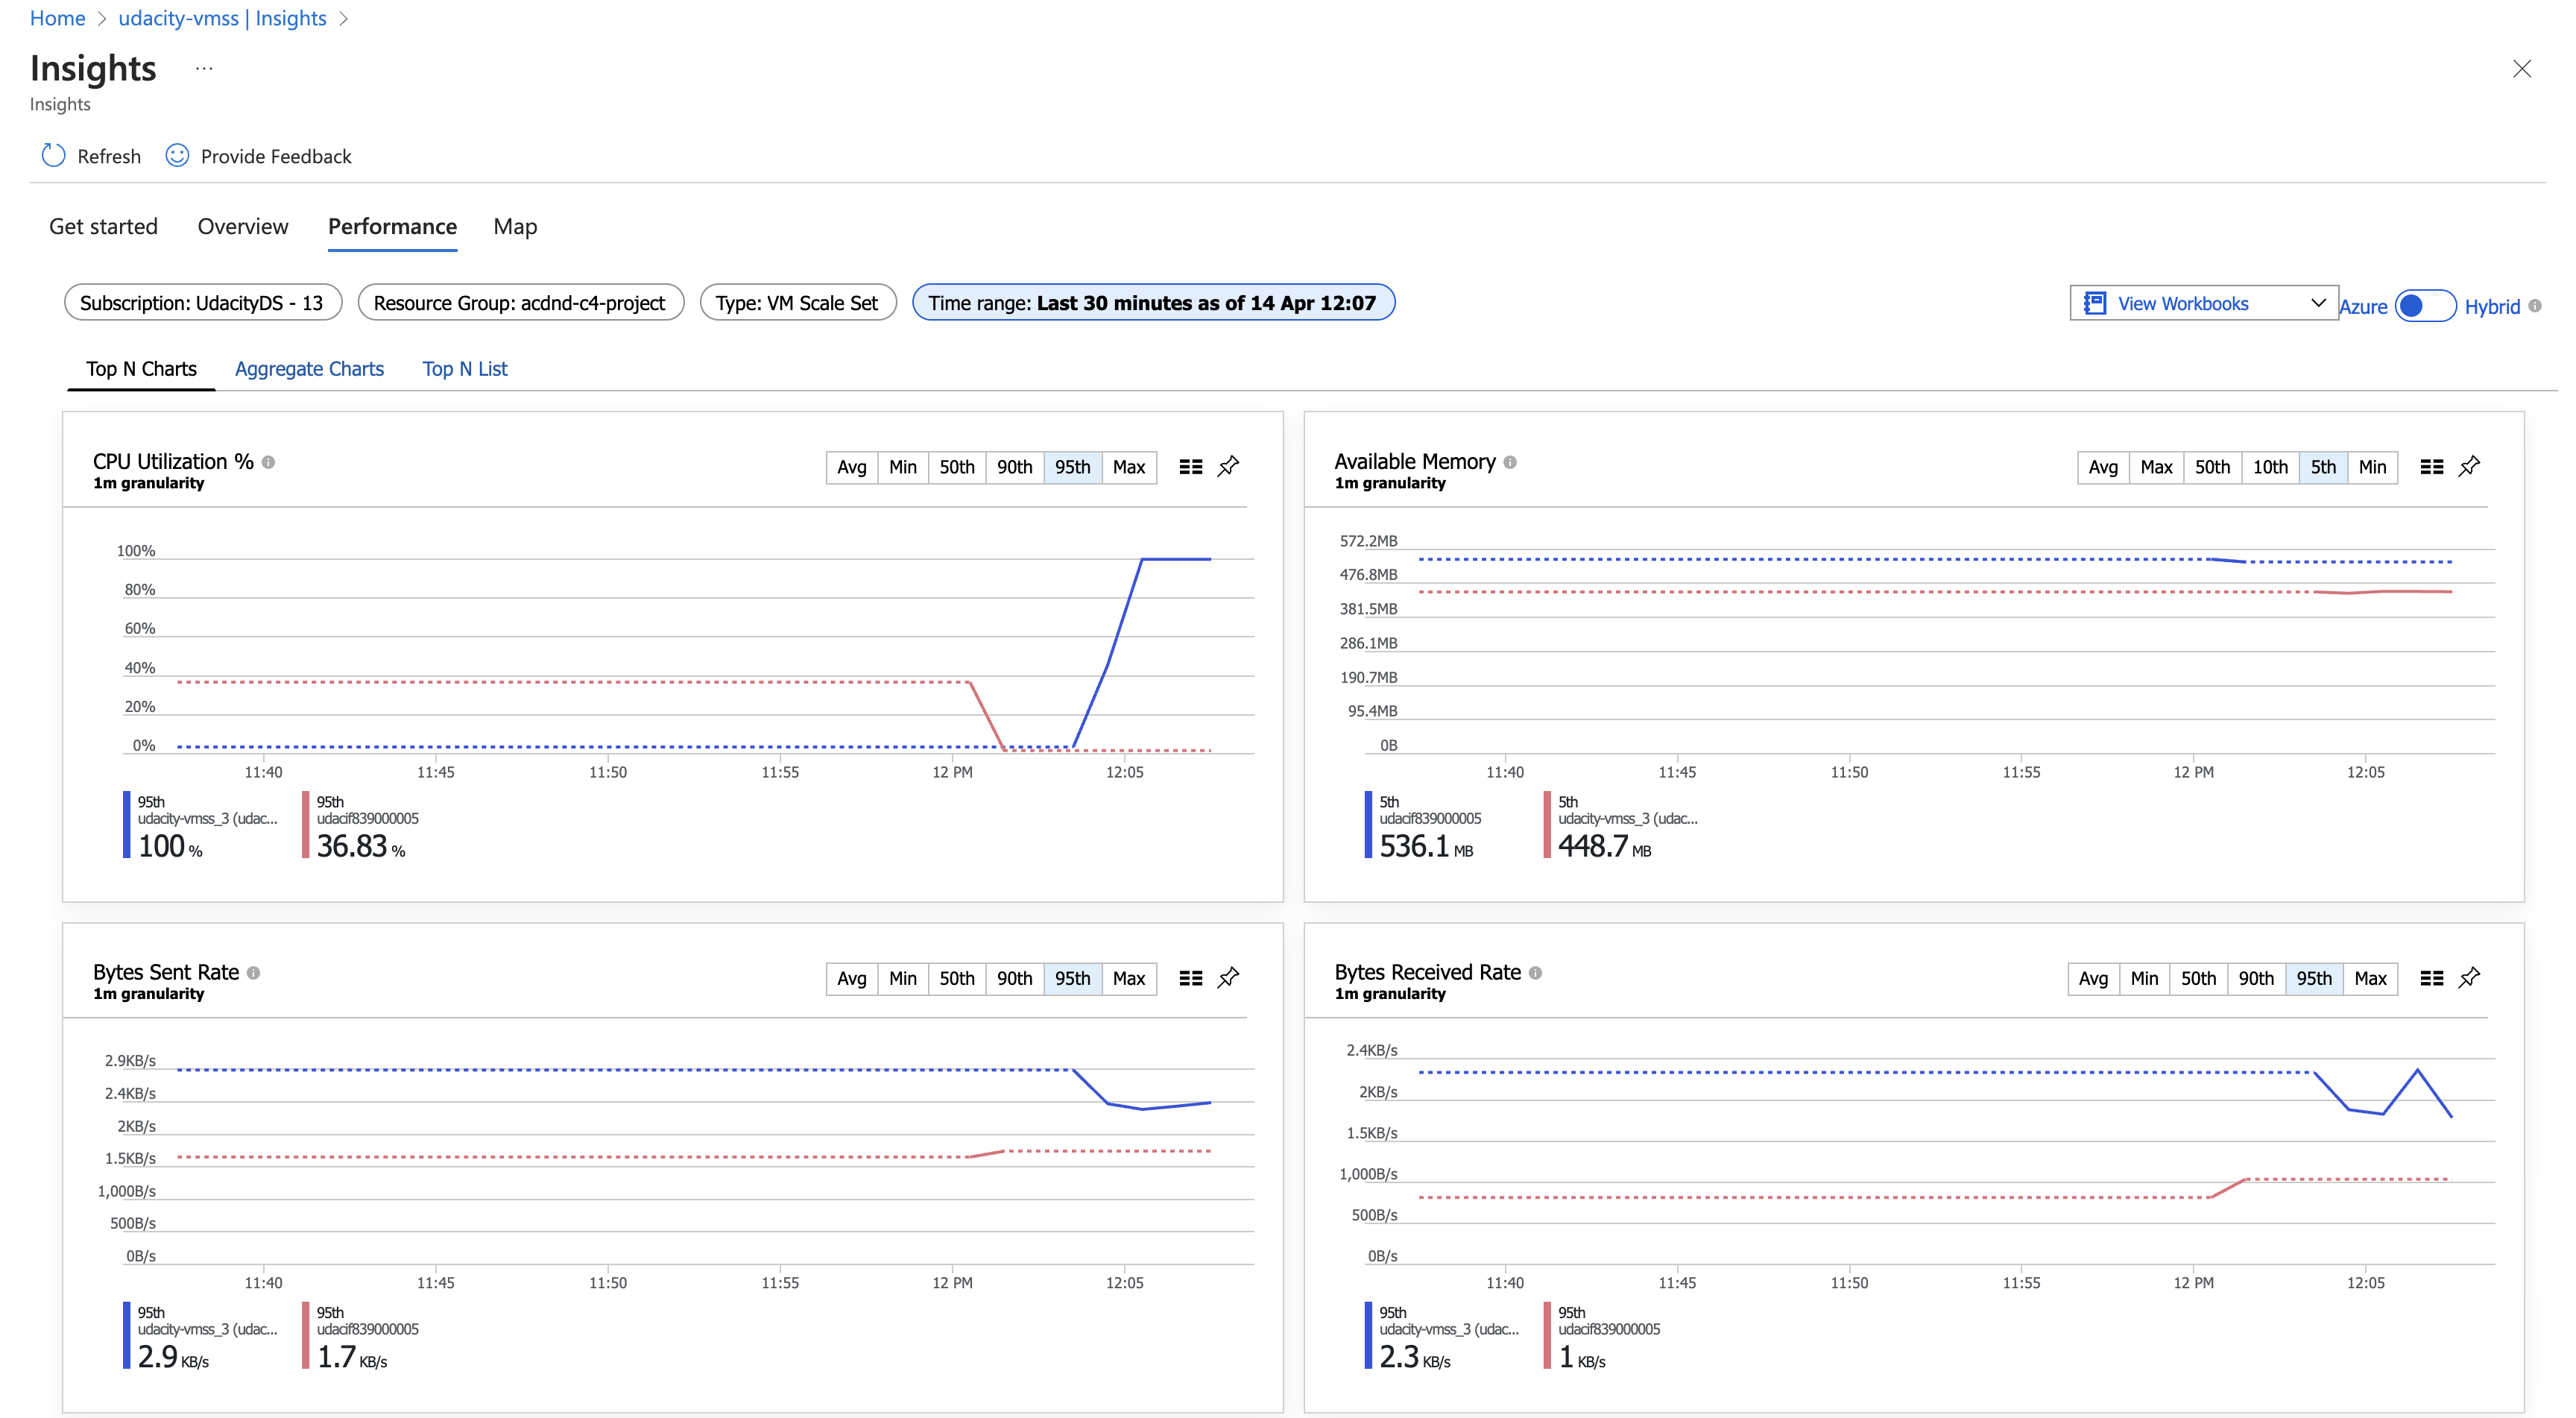 Home > udacity-vmss | Insights >
Insights ...
Insights
Refresh Provide Feedback
Get started Overview Performance Map
Subscription: UdacityDS - 13 Resource Group: acdnd-c4-project Type: VM Scale Set Time range: Last 30 minutes as of 14 Apr 12:07 View Workbooks Azure Hybrid
Top N Charts Aggregate Charts Top N List
CPU Utilization %
1m granularity
Avg Min 50th 90th 95th Max
100%
80%
60%
40%
20%
0%
11:40 11:45 11:50 11:55 12 PM 12:05
95th
udacity-vmss_3 (udac...
100 %
95th
udacif839000005
36.83 %
Available Memory
1m granularity
Avg Max 50th 10th 5th Min
572.2MB
476.8MB
381.5MB
286.1MB
190.7MB
95.4MB
0B
11:40 11:45 11:50 11:55 12 PM 12:05
5th
udacif839000005
536.1 MB
5th
udacity-vmss_3 (udac...
448.7 MB
Bytes Sent Rate
1m granularity
Avg Min 50th 90th 95th Max
2.9KB/s
2.4KB/s
2KB/s
1.5KB/s
1,000B/s
500B/s
0B/s
11:40 11:45 11:50 11:55 12 PM 12:05
95th
udacity-vmss_3 (udac...
2.9 KB/s
95th
udacif839000005
1.7 KB/s
Bytes Received Rate
1m granularity
Avg Min 50th 90th 95th Max
2.4KB/s
2KB/s
1.5KB/s
1,000B/s
500B/s
0B/s
11:40 11:45 11:50 11:55 12 PM 12:05
95th
udacity-vmss_3 (udac...
2.3 KB/s
95th
udacif839000005
1 KB/s